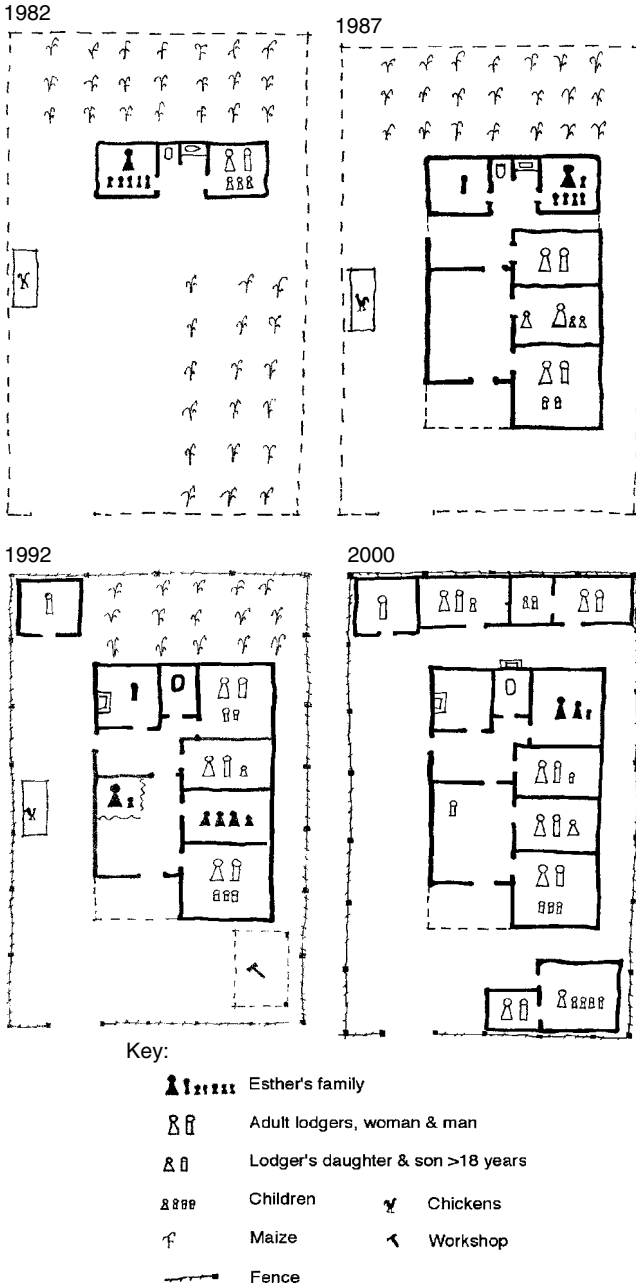 1982
1987
1992
2000
Key:
Esther's family
Adult lodgers, woman & man
Lodger's daughter & son >18 years
Children
Chickens
Maize
Workshop
Fence